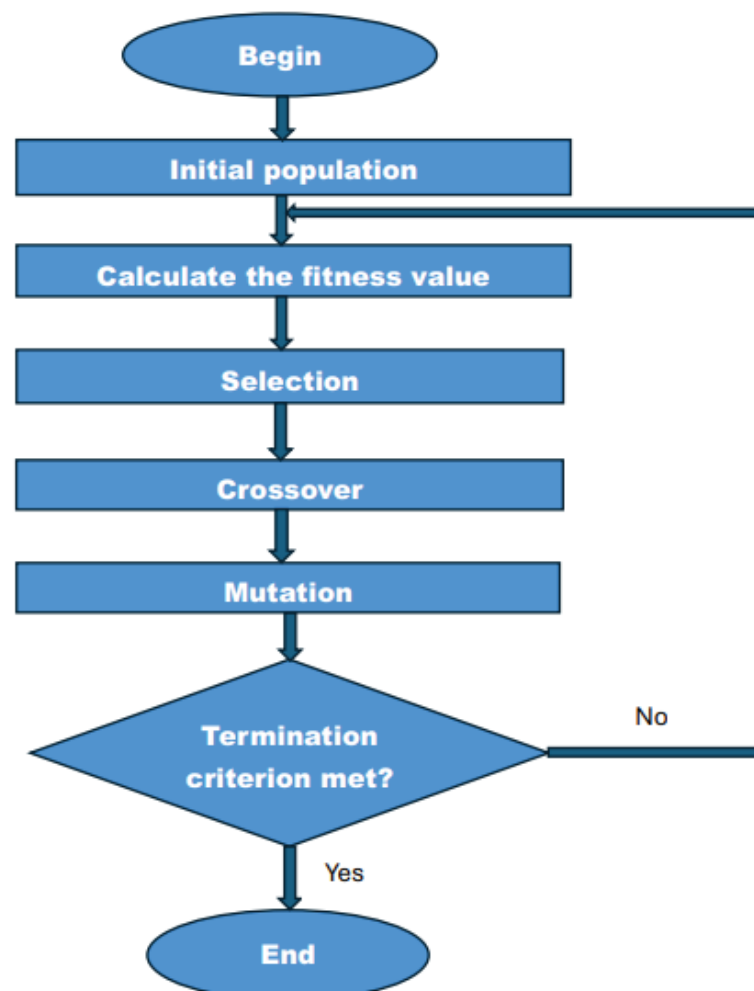 Begin
Initial population
Calculate the fitness value
Selection
Crossover
Mutation
Termination
criterion met?
No
Yes
End